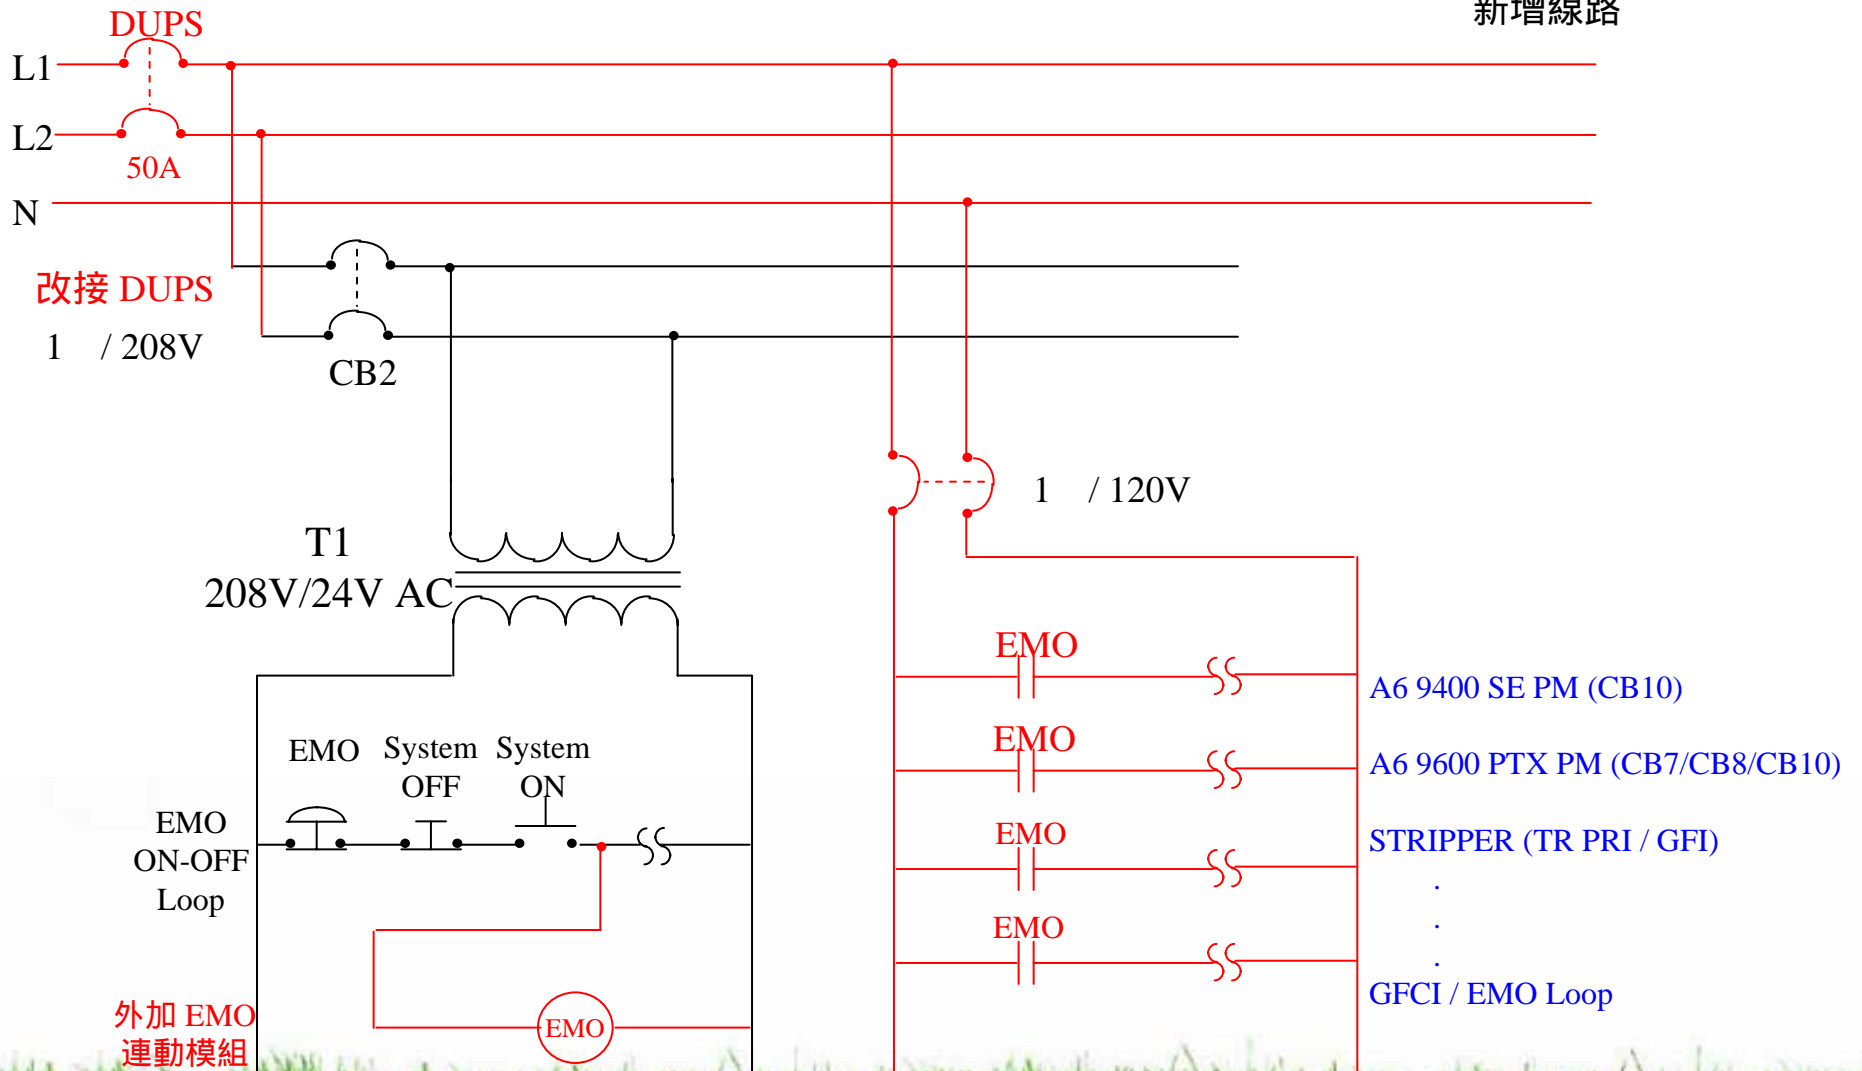 新增線路
DUPS
L1
L2
50A
N
改接 DUPS
1 / 208V
CB2
1 / 120V
T1
208V/24V AC
EMO
A6 9400 SE PM (CB10)
EMO
A6 9600 PTX PM (CB7/CB8/CB10)
EMO
STRIPPER (TR PRI / GFI)
.
.
.
EMO
GFCI / EMO Loop
EMO
System
OFF
System
ON
EMO
ON-OFF
Loop
外加 EMO
連動模組
EMO